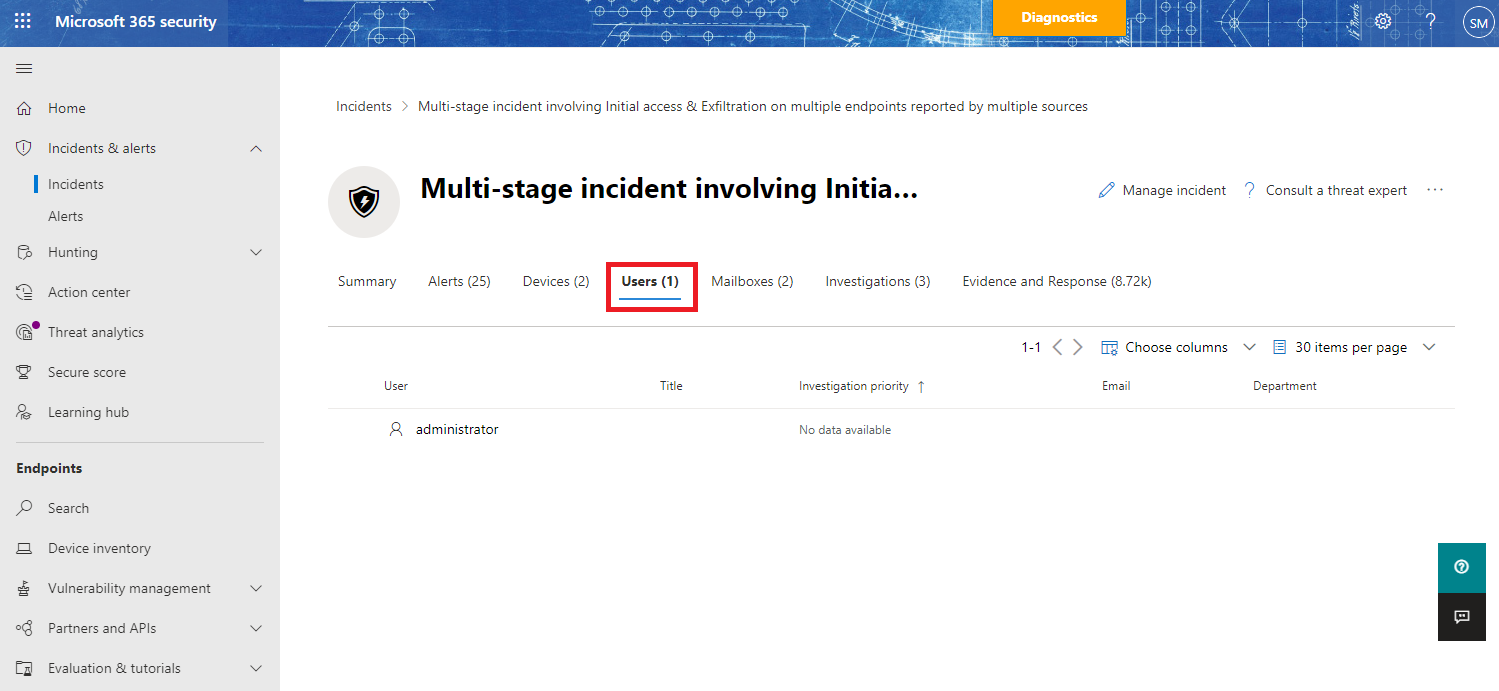 Microsoft 365 security
Diagnostics
?
SM
Home
Incidents & alerts
Incidents
Alerts
Hunting
Action center
Threat analytics
Secure score
Learning hub
Endpoints
Search
Device inventory
Vulnerability management
Partners and APIs
Evaluation & tutorials
Incidents > Multi-stage incident involving Initial access & Exfiltration on multiple endpoints reported by multiple sources
Multi-stage incident involving Initia...
Manage incident ? Consult a threat expert ...
Summary Alerts (25) Devices (2) Users (1) Mailboxes (2) Investigations (3) Evidence and Response (8.72k)
1-1 Choose columns 30 items per page
User Title Investigation priority ↑ Email Department
administrator No data available